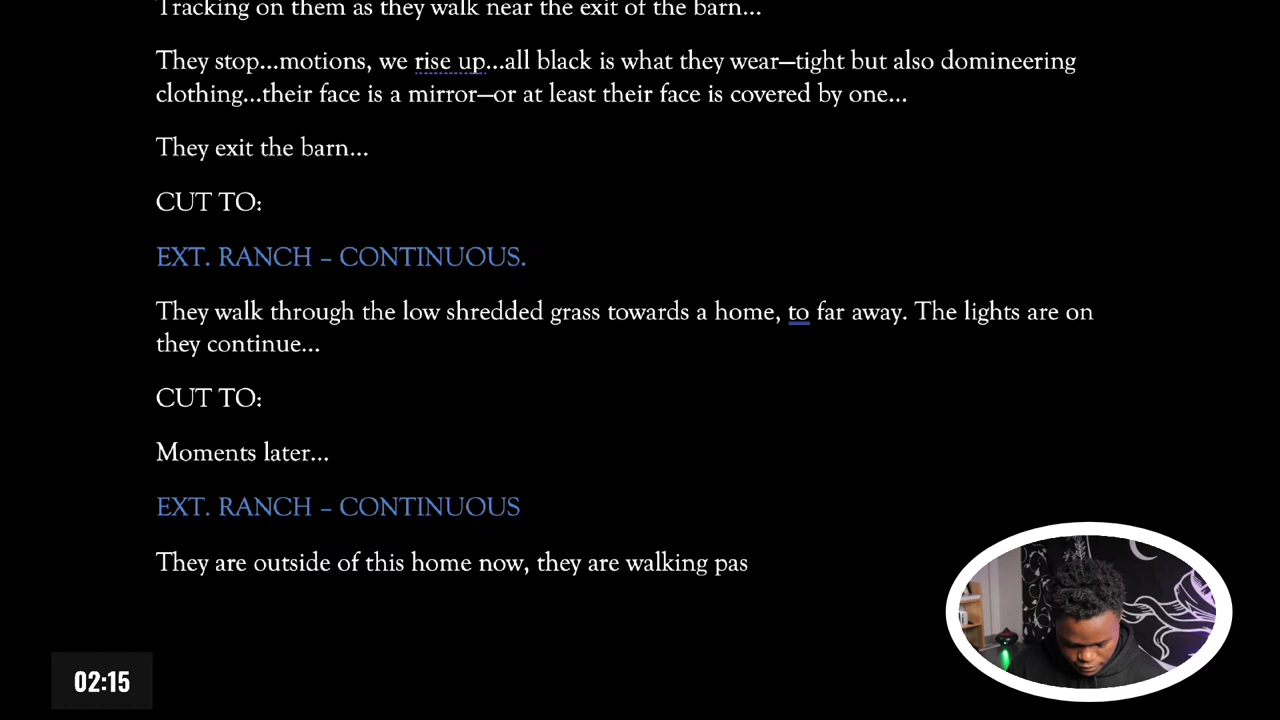 Tracking on them as they walk near the exit of the barn…
They stop…motions, we rise up…all black is what they wear—tight but also domineering
clothing…their face is a mirror—or at least their face is covered by one…
They exit the barn…
CUT TO:
EXT. RANCH – CONTINUOUS.
They walk through the low shredded grass towards a home, to far away. The lights are on
they continue…
CUT TO:
Moments later…
EXT. RANCH – CONTINUOUS
They are outside of this home now, they are walking pas
02:15